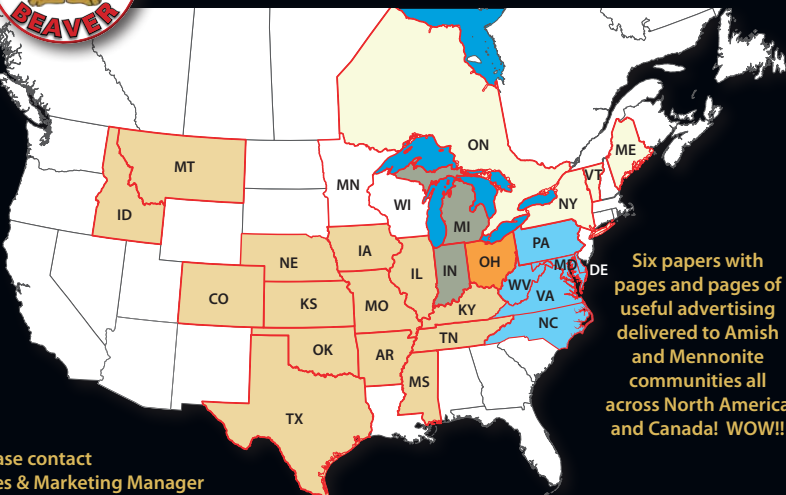 BEAVER
ON
ME
MT
VT
MN
ID
NY
WI
MI
PA
NE
IA
OH
MD
DE
IL
IN
WV
CO
VA
KS
MO
KY
NC
TN
OK
AR
MS
TX
Six papers with
pages and pages of
useful advertising
delivered to Amish
and Mennonite
communities all
across North America
and Canada! WOW!!
ase contact
es & Marketing Manager